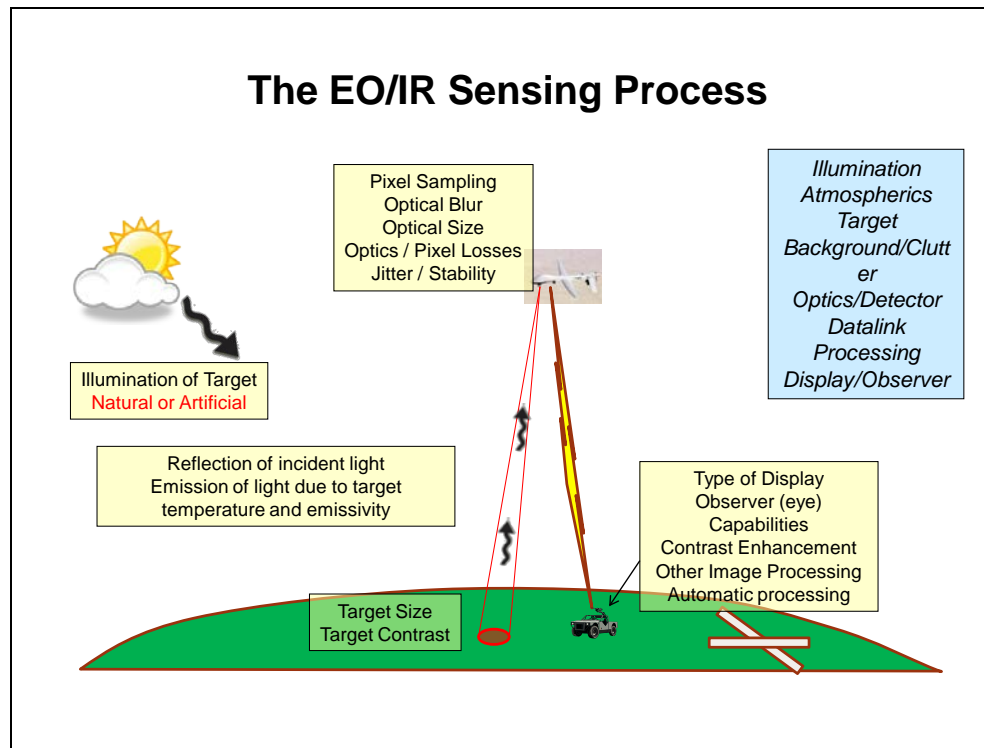 The EO/IR Sensing Process
Pixel Sampling
Optical Blur
Optical Size
Optics / Pixel Losses
Jitter / Stability
Illumination
Atmospherics
Target
Background/Clutt
er
Optics/Detector
Datalink
Processing
Display/Observer
Illumination of Target
Natural or Artificial
Reflection of incident light
Emission of light due to target
temperature and emissivity
Type of Display
Observer (eye)
Capabilities
Contrast Enhancement
Other Image Processing
Automatic processing
Target Size
Target Contrast